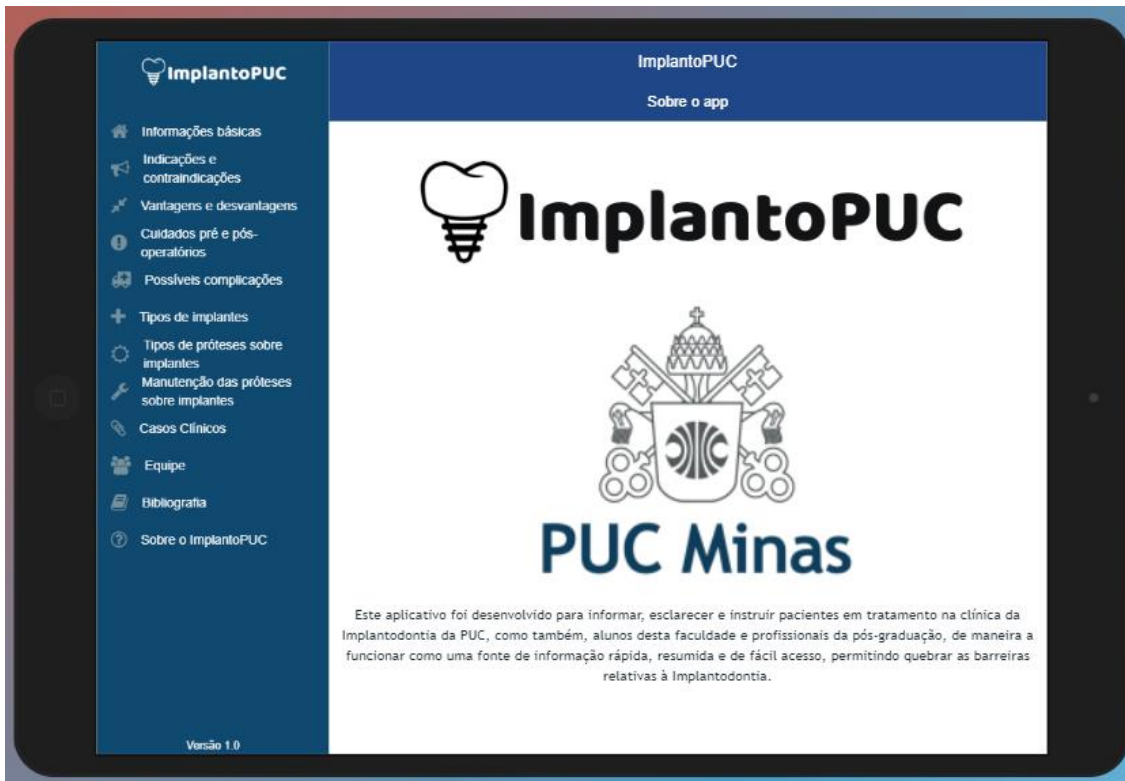 ImplantoPUC
Informações básicas
Indicações e
contraindicações
Vantagens e desvantagens
Cuidados pré e pós-
operatórios
Possíveis complicações
Tipos de implantes
Tipos de próteses sobre
implantes
Manutenção das próteses
sobre implantes
Casos Clínicos
Equipe
Bibliografia
Sobre o ImplantoPUC
Versão 1.0
ImplantoPUC
Sobre o app
ImplantoPUC
PUC Minas
Este aplicativo foi desenvolvido para informar, esclarecer e instruir pacientes em tratamento na clínica da
Implantodontia da PUC, como também, alunos desta faculdade e profissionais da pós-graduação, de maneira a
funcionar como uma fonte de informação rápida, resumida e de fácil acesso, permitindo quebrar as barreiras
relativas à Implantodontia.